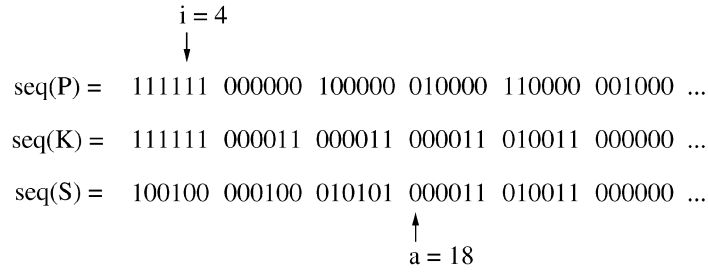 i = 4
seq(P) = 111111 000000 100000 010000 110000 001000 ...
seq(K) = 111111 000011 000011 000011 010011 000000 ...
seq(S) = 100100 000100 010101 000011 010011 000000 ...
a = 18